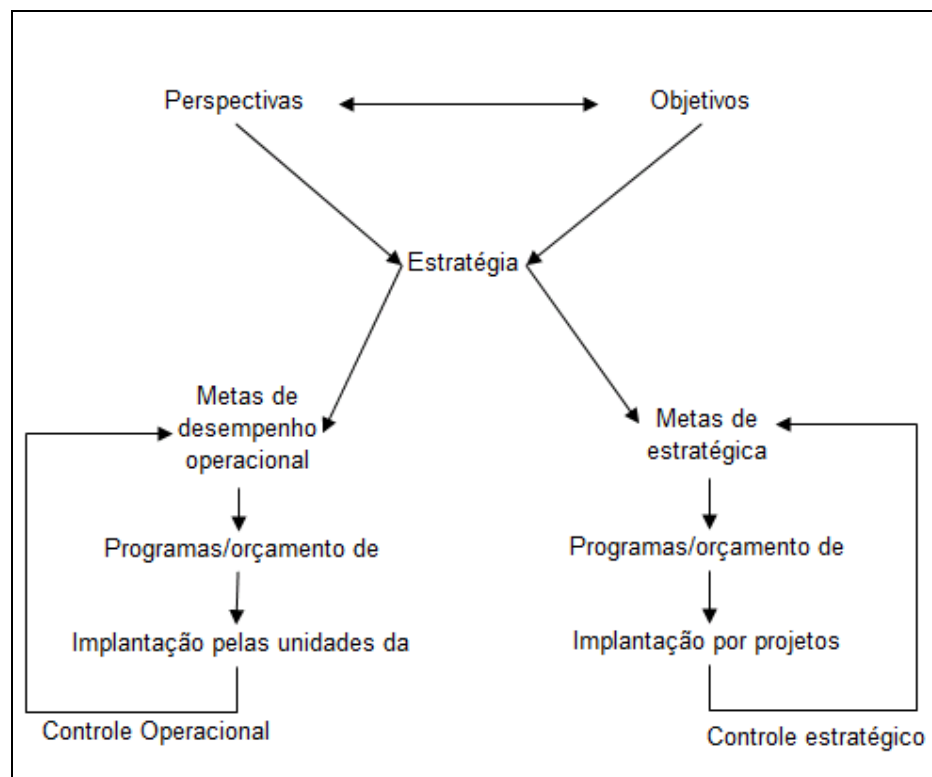 Perspectivas
Objetivos
Estratégia
Metas de
desempenho
operacional
Metas de
estratégica
Programas/orçamento de
Programas/orçamento de
Implantação pelas unidades da
Implantação por projetos
Controle Operacional
Controle estratégico